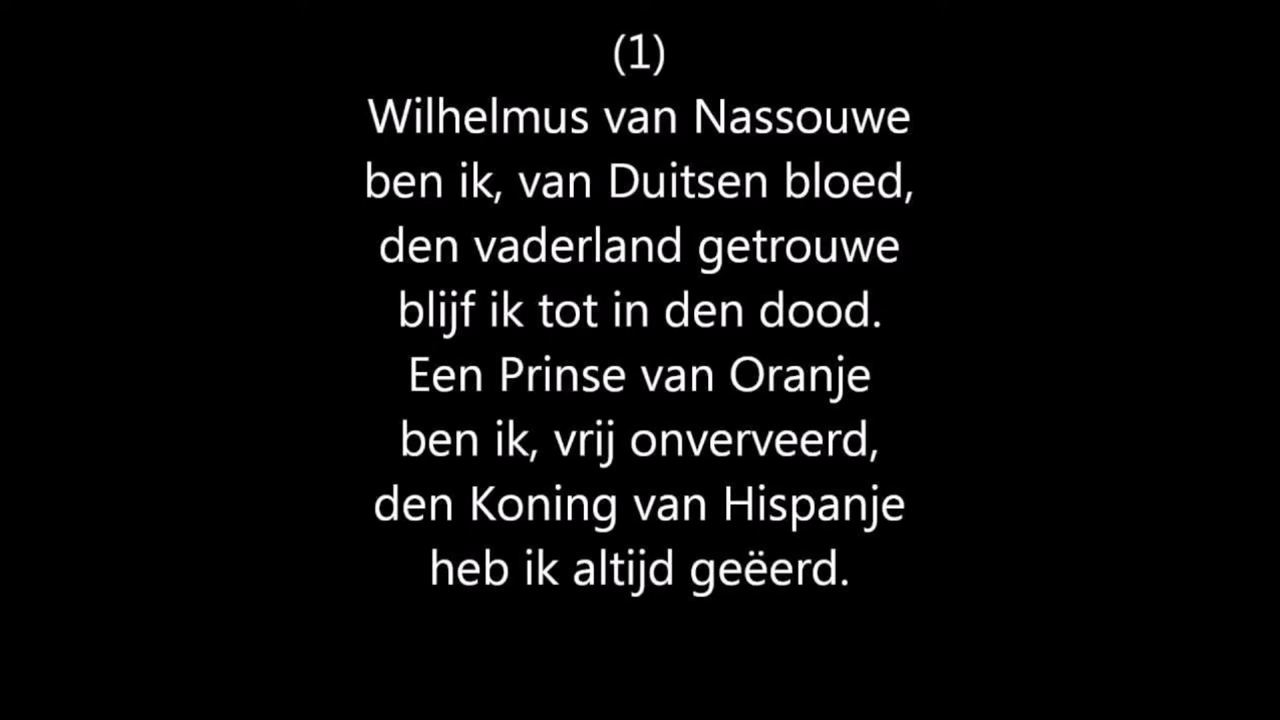 (1)
Wilhelmus van Nassouwe
ben ik, van Duitsen bloed,
den vaderland getrouwe
blijf ik tot in den dood.
Een Prinse van Oranje
ben ik, vrij onverveerd,
den Koning van Hispanje
heb ik altijd geëerd.